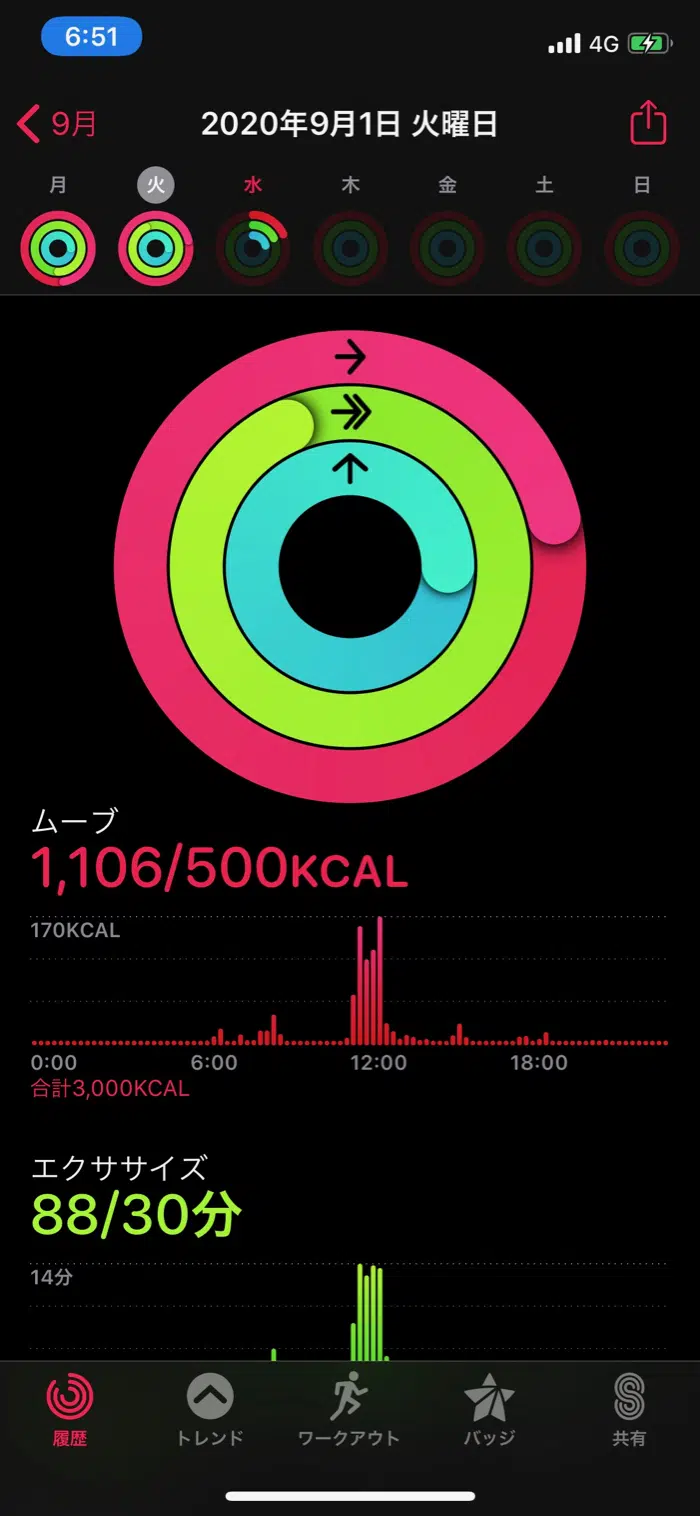 6:51 4G
9月 2020年9月1日 火曜日
月 火 水 木 金 土 日
ムーブ
1,106/500KCAL
170KCAL
0:00 6:00 12:00 18:00
合計3,000KCAL
エクササイズ
88/30分
14分
履歴 トレンド ワークアウト バッジ 共有